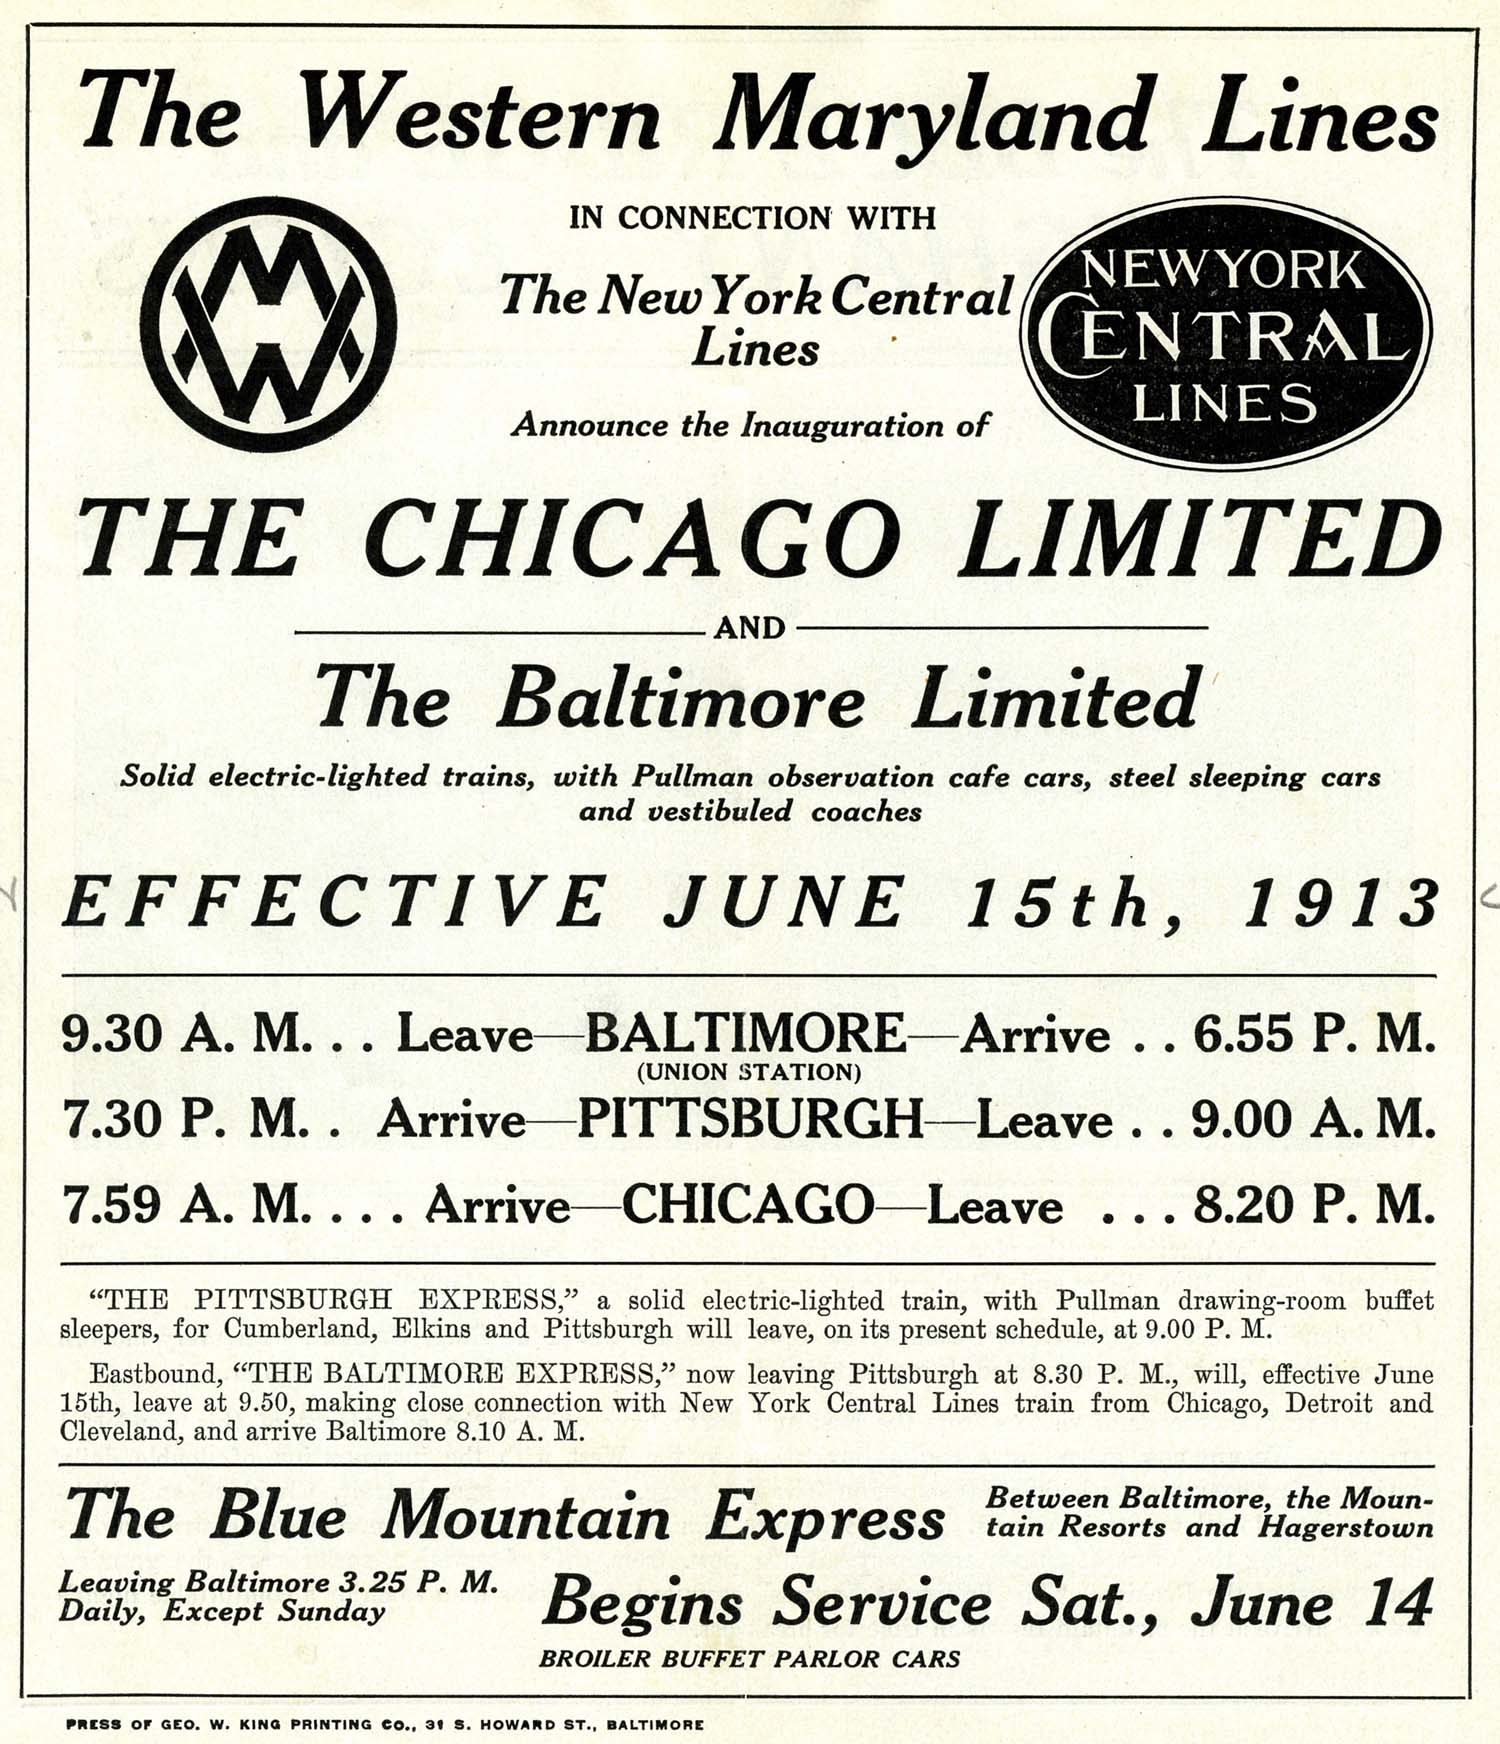 The Western Maryland Lines
IN CONNECTION WITH
The New York Central
Lines
NEW YORK
CENTRAL
LINES
WM
Announce the Inauguration of
THE CHICAGO LIMITED
AND
The Baltimore Limited
Solid electric-lighted trains, with Pullman observation cafe cars, steel sleeping cars
and vestibuled coaches
EFFECTIVE JUNE 15th, 1913
9.30 A. M. . . Leave—BALTIMORE—Arrive . . 6.55 P. M.
(UNION STATION)
7.30 P. M. . Arrive—PITTSBURGH—Leave . . 9.00 A. M.
7.59 A. M. . . . Arrive—CHICAGO—Leave . . . 8.20 P. M.
“THE PITTSBURGH EXPRESS,” a solid electric-lighted train, with Pullman drawing-room buffet
sleepers, for Cumberland, Elkins and Pittsburgh will leave, on its present schedule, at 9.00 P. M.
Eastbound, “THE BALTIMORE EXPRESS,” now leaving Pittsburgh at 8.30 P. M., will, effective June
15th, leave at 9.50, making close connection with New York Central Lines train from Chicago, Detroit and
Cleveland, and arrive Baltimore 8.10 A. M.
The Blue Mountain Express
Between Baltimore, the Moun-
tain Resorts and Hagerstown
Leaving Baltimore 3.25 P. M.
Daily, Except Sunday
Begins Service Sat., June 14
BROILER BUFFET PARLOR CARS
PRESS OF GEO. W. KING PRINTING CO., 31 S. HOWARD ST., BALTIMORE